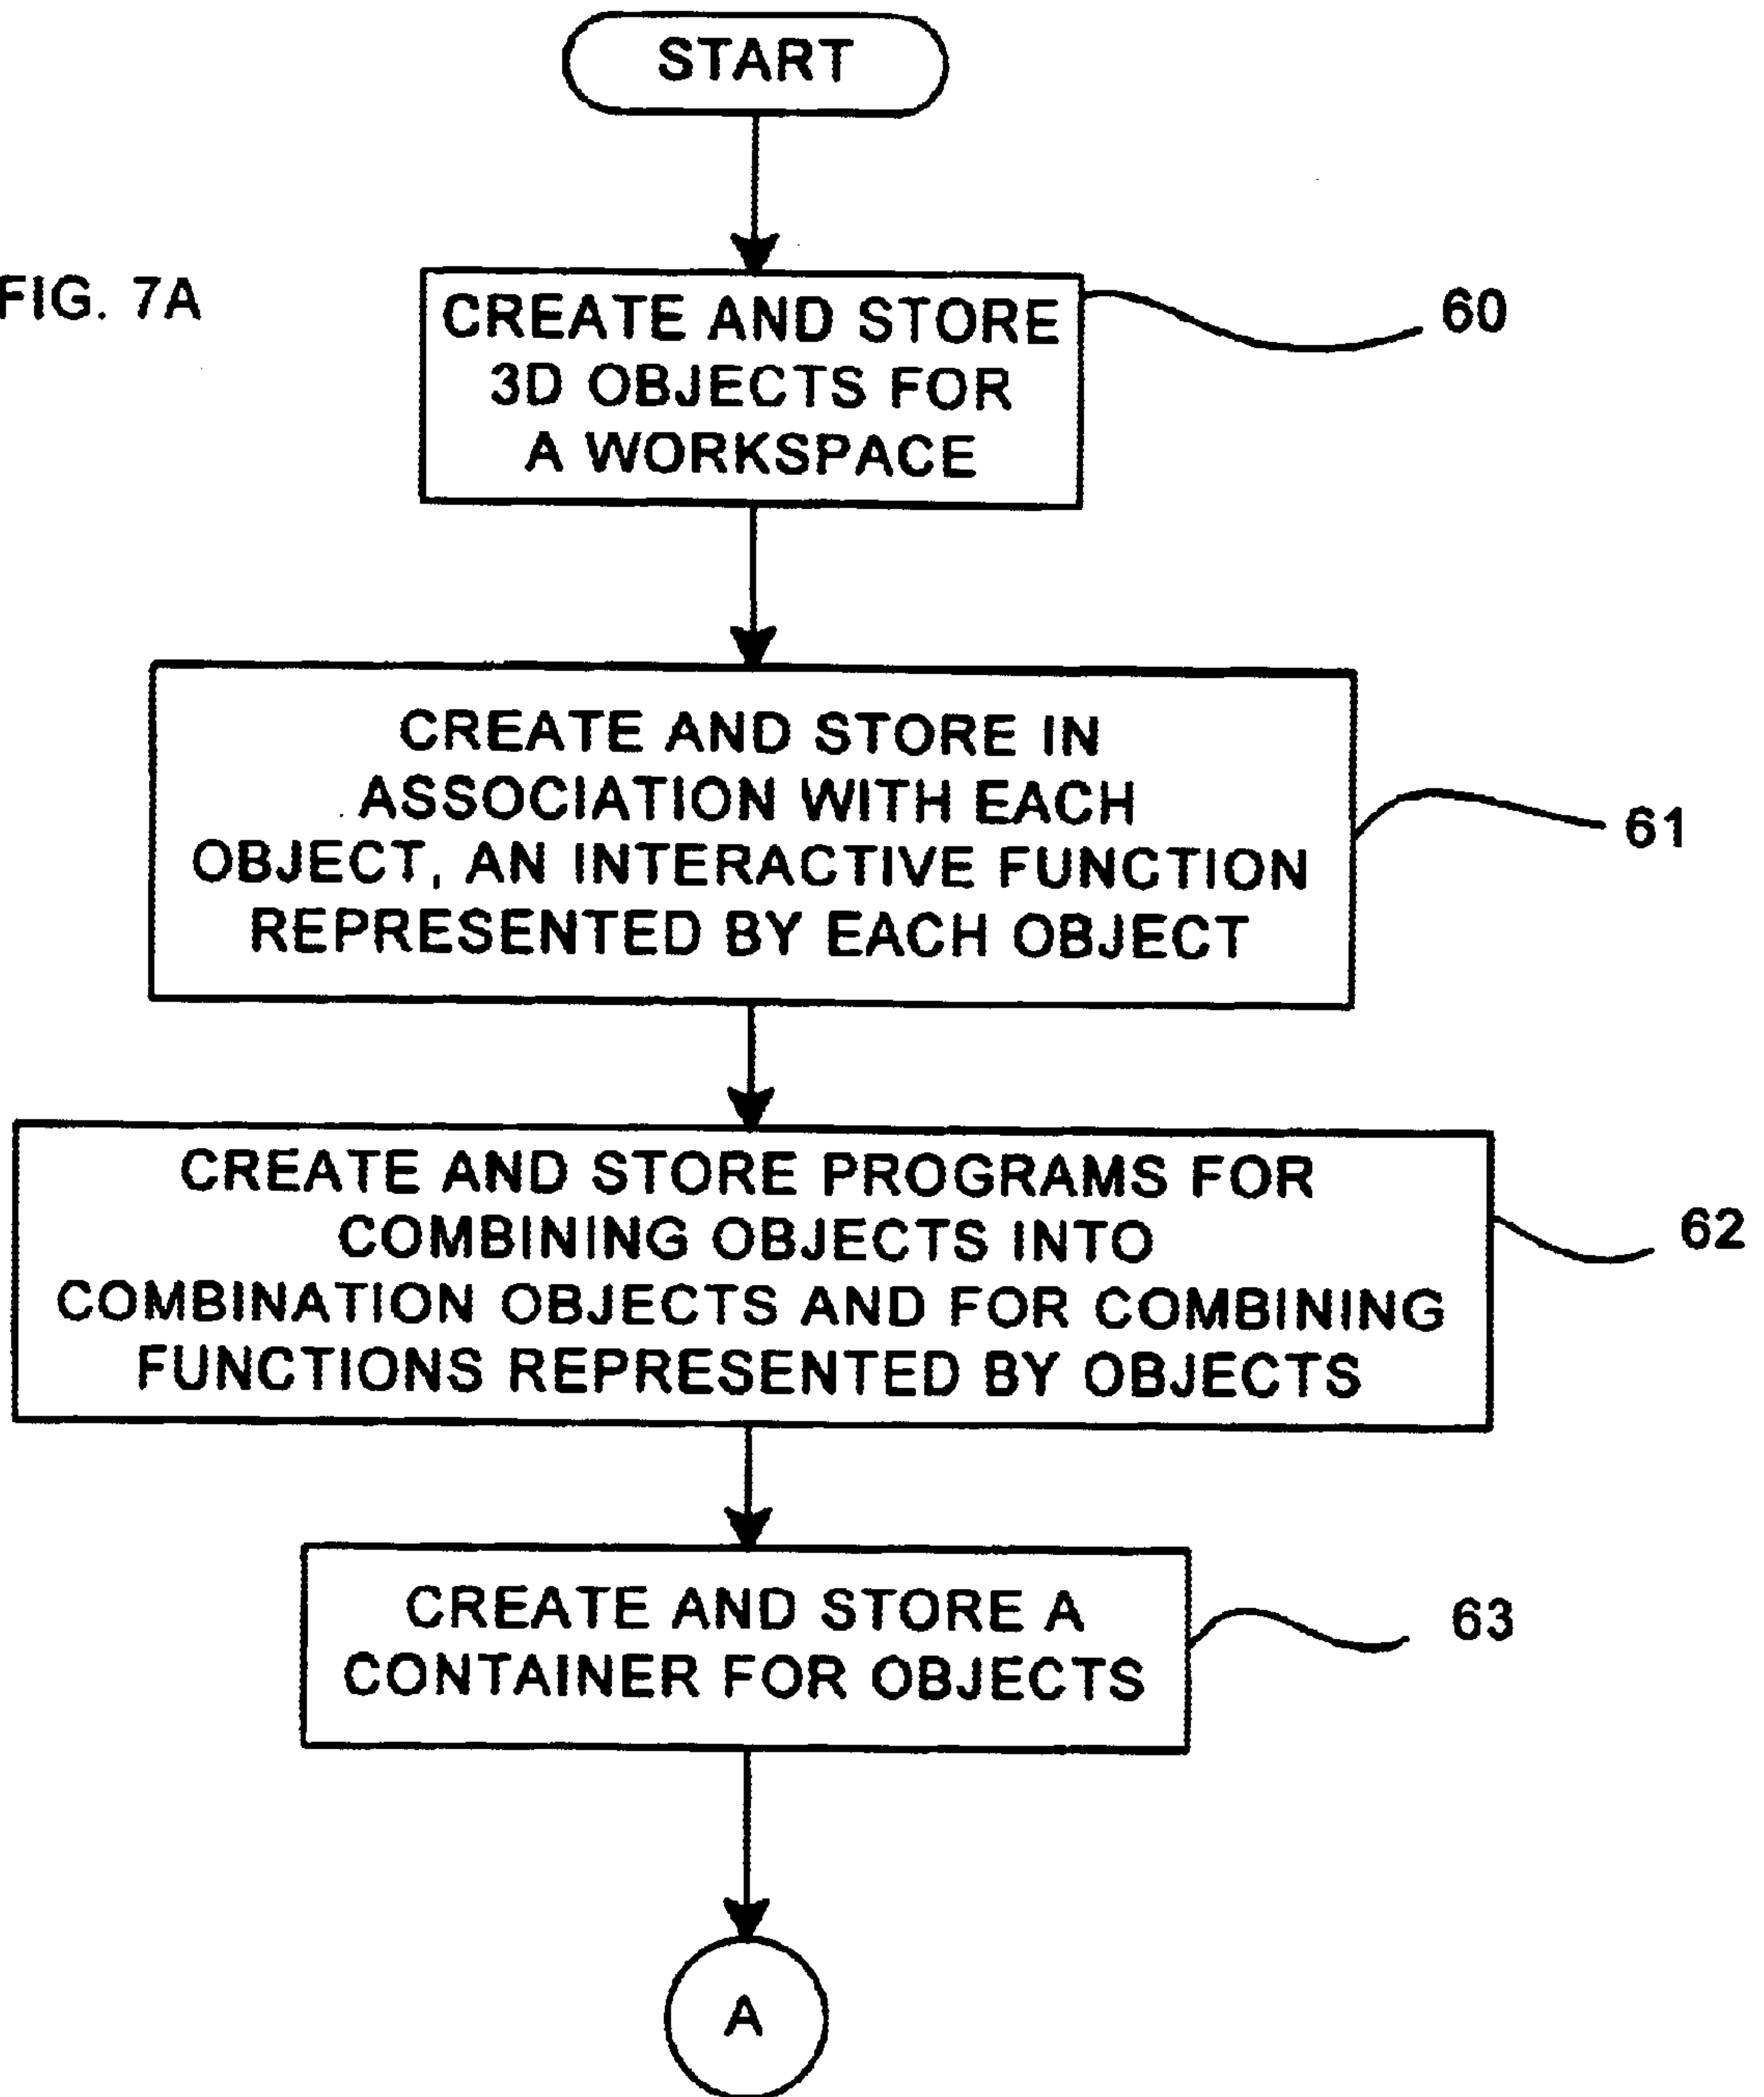 START
FIG. 7A
CREATE AND STORE
3D OBJECTS FOR
A WORKSPACE
60
CREATE AND STORE IN
ASSOCIATION WITH EACH
OBJECT, AN INTERACTIVE FUNCTION
REPRESENTED BY EACH OBJECT
61
CREATE AND STORE PROGRAMS FOR
COMBINING OBJECTS INTO
COMBINATION OBJECTS AND FOR COMBINING
FUNCTIONS REPRESENTED BY OBJECTS
62
CREATE AND STORE A
CONTAINER FOR OBJECTS
63
A